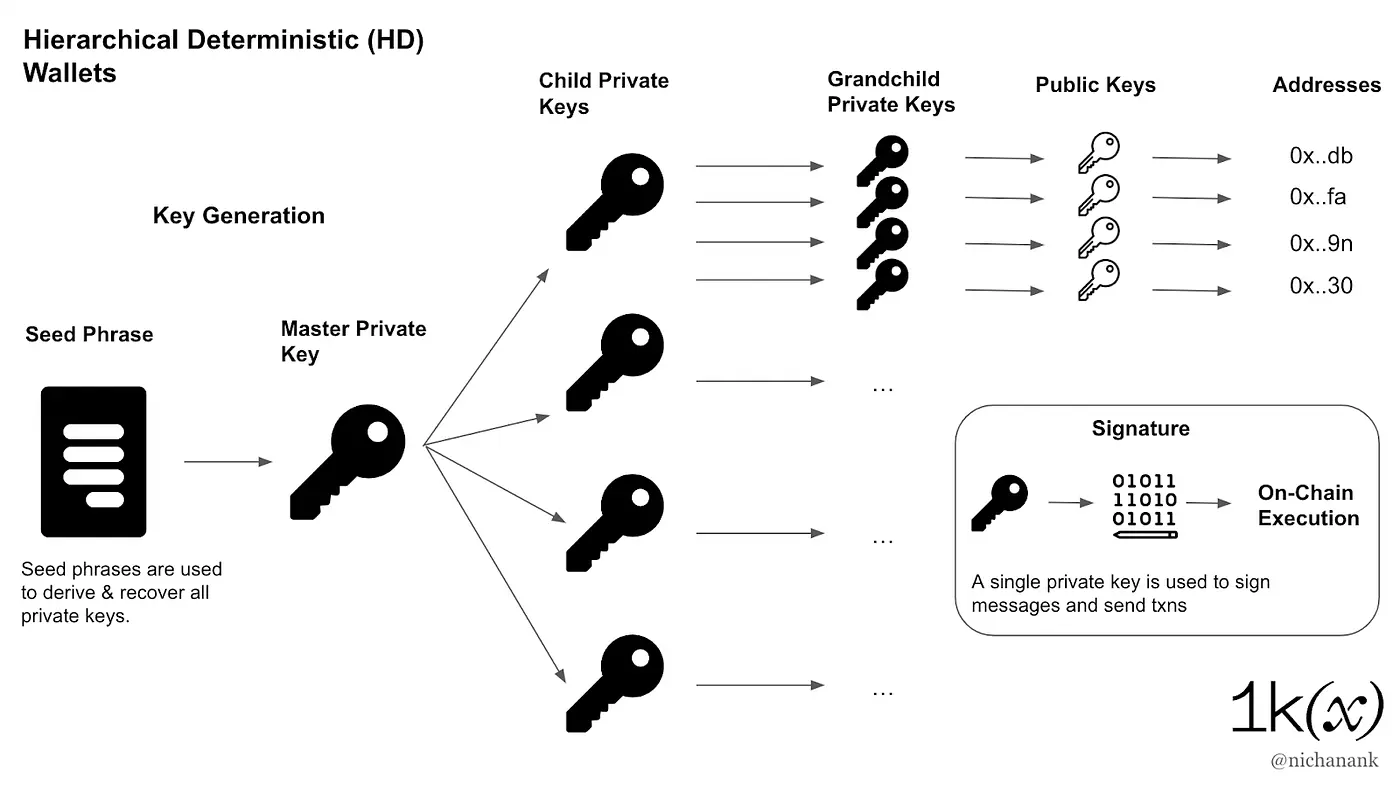 Hierarchical Deterministic (HD)
Wallets
Child Private
Keys
Grandchild
Private Keys
Public Keys
Addresses
0x..db
0x..fa
0x..9n
0x..30
Key Generation
Seed Phrase
Master Private
Key
...
...
...
Seed phrases are used
to derive & recover all
private keys.
Signature
01011
11010
01011
On-Chain
Execution
A single private key is used to sign
messages and send txns
1k(x)
@nichanank